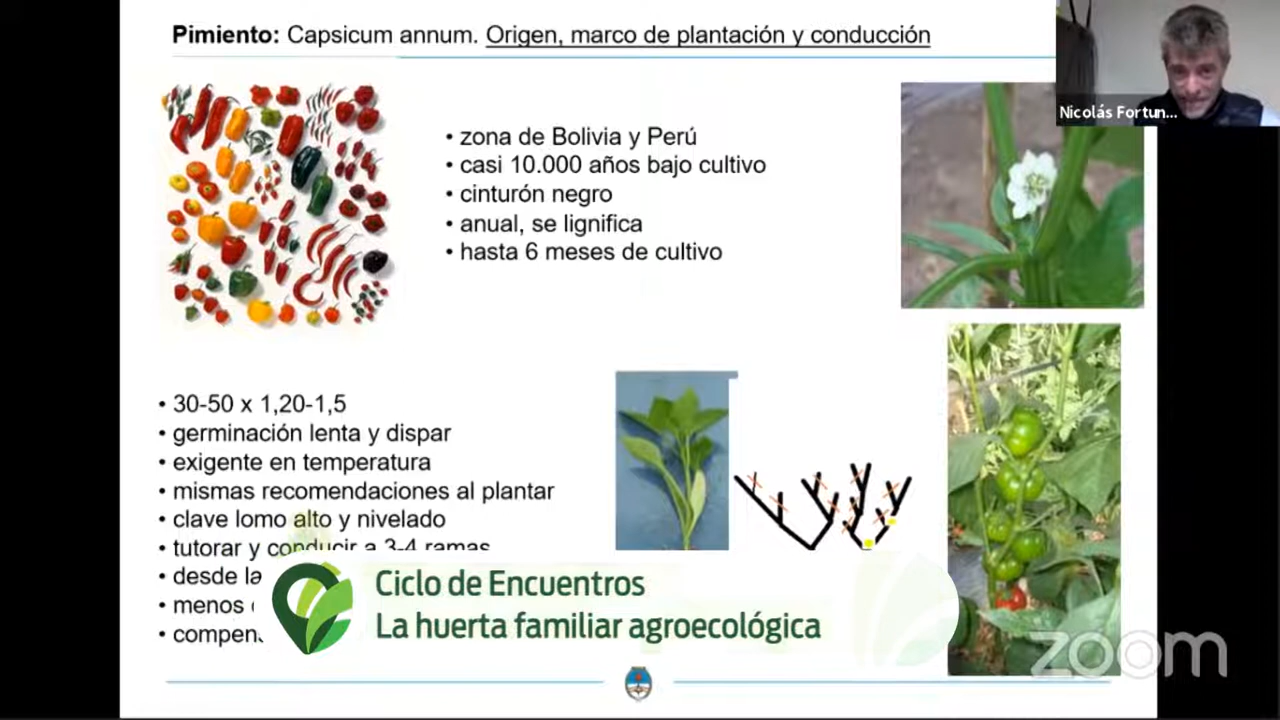 Pimiento: Capsicum annum. Origen, marco de plantación y conducción
Nicolás Fortun...
• zona de Bolivia y Perú
• casi 10.000 años bajo cultivo
• cinturón negro
• anual, se lignifica
• hasta 6 meses de cultivo
• 30-50 x 1,20-1,5
• germinación lenta y dispar
• exigente en temperatura
• mismas recomendaciones al plantar
• clave lomo alto y nivelado
• tutorar y conducir a 3-4 ramas
• desde la
• menos
• compen
Ciclo de Encuentros
La huerta familiar agroecológica
zoom